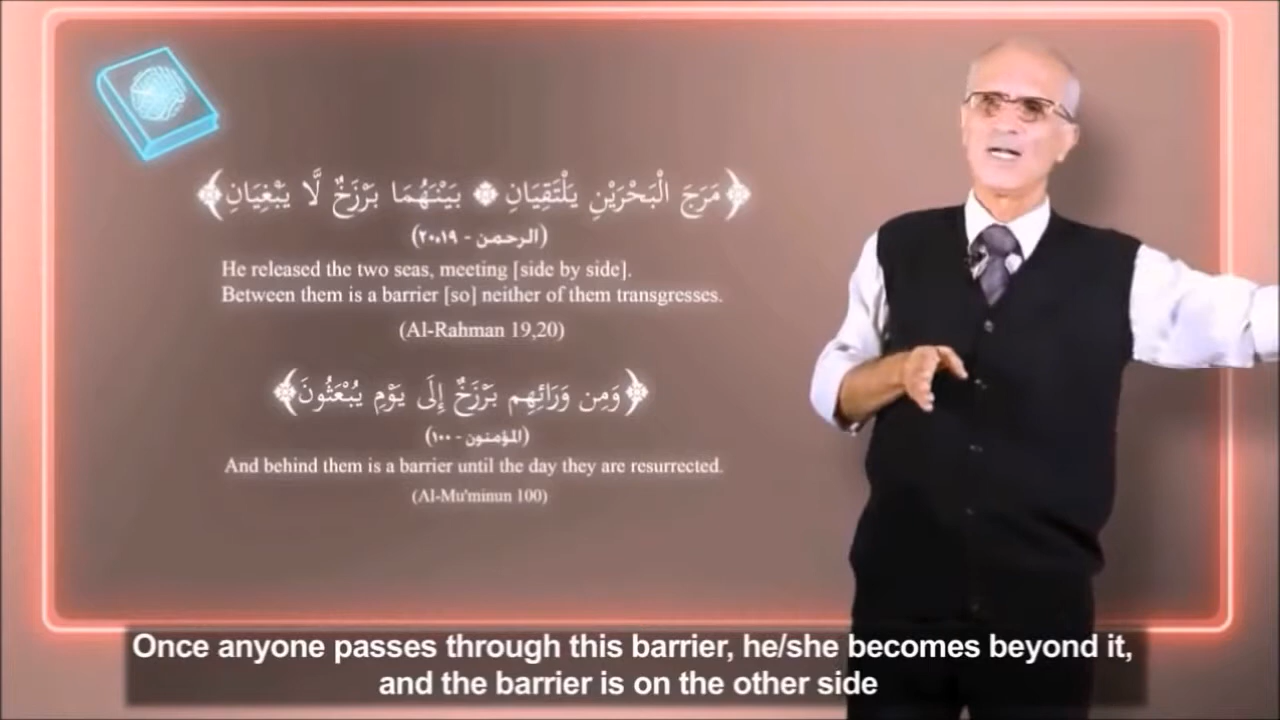 ﴿مَرَجَ الْبَحْرَيْنِ يَلْتَقِيَانِ ۞ بَيْنَهُمَا بَرْزَخٌ لَّا يَبْغِيَانِ﴾
(الرحمن - ٢٠،١٩)
He released the two seas, meeting [side by side].
Between them is a barrier [so] neither of them transgresses.
(Al-Rahman 19,20)
﴿وَمِن وَرَائِهِم بَرْزَخٌ إِلَى يَوْمِ يُبْعَثُونَ﴾
(المؤمنون - ١٠٠)
And behind them is a barrier until the day they are resurrected.
(Al-Mu'minun 100)
Once anyone passes through this barrier, he/she becomes beyond it,
and the barrier is on the other side